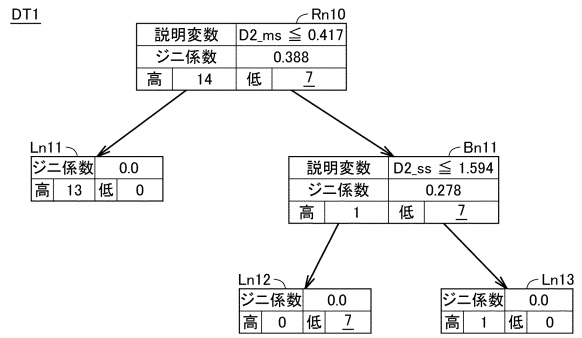 DT1
Rn10
説明変数 D2_ms ≦ 0.417
ジニ係数 0.388
高 14 低 7
Ln11
ジニ係数 0.0
高 13 低 0
Bn11
説明変数 D2_ss ≦ 1.594
ジニ係数 0.278
高 1 低 7
Ln12
ジニ係数 0.0
高 0 低 7
Ln13
ジニ係数 0.0
高 1 低 0